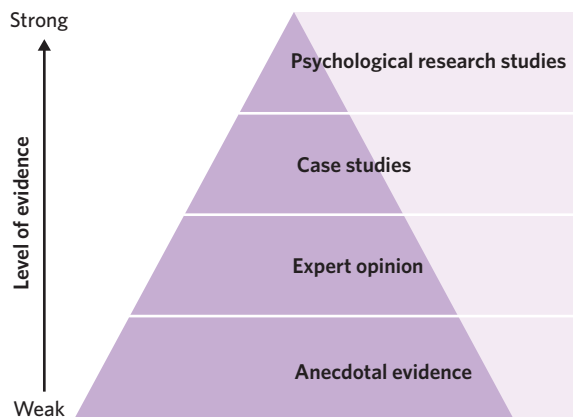 Strong
Psychological research studies
Case studies
Level of evidence
Expert opinion
Anecdotal evidence
Weak